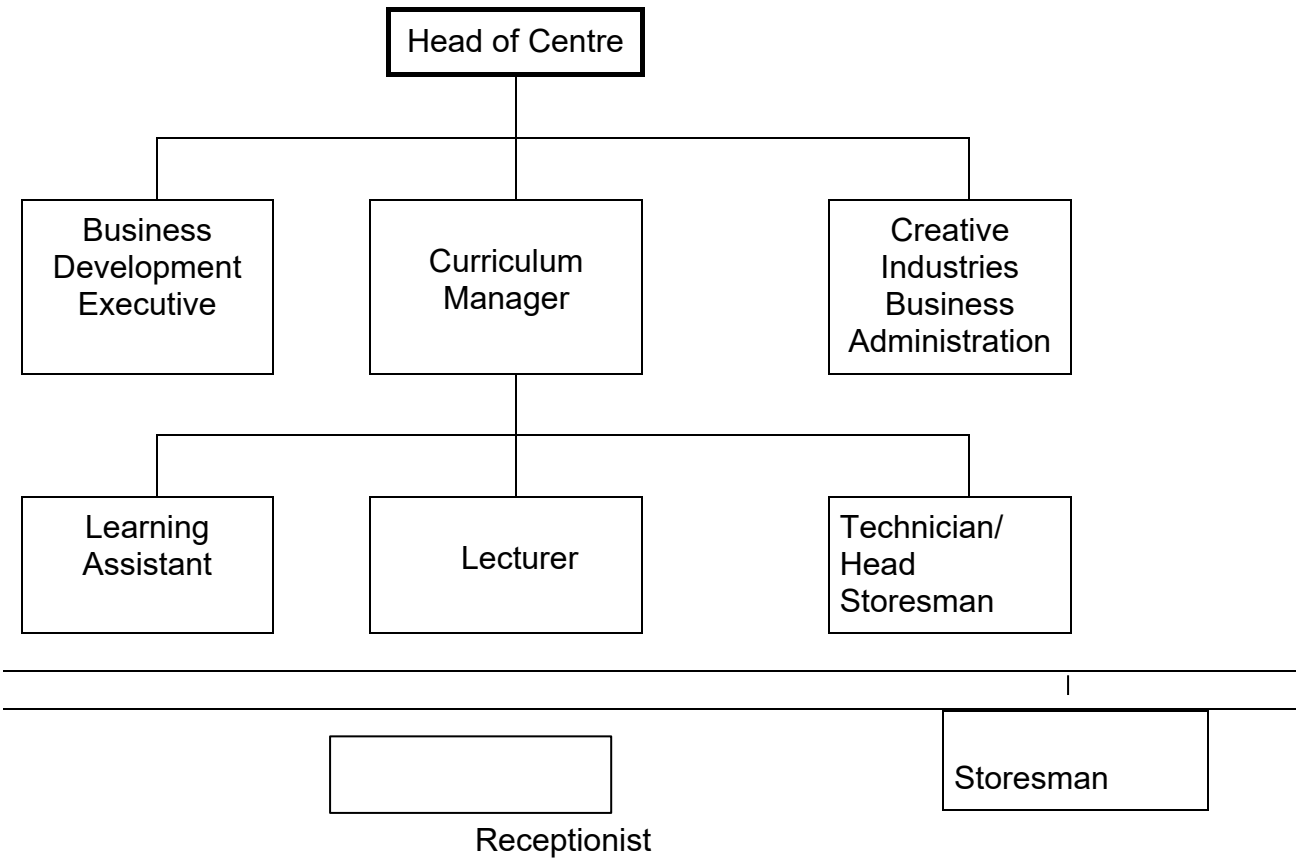 Head of Centre
Business
Development
Executive
Curriculum
Manager
Creative
Industries
Business
Administration
Learning
Assistant
Lecturer
Technician/
Head
Storesman
Storesman
Receptionist